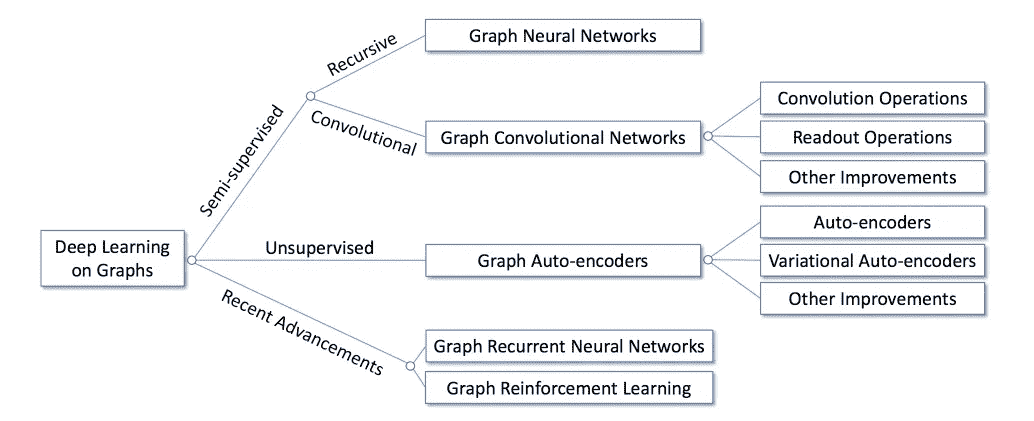 Deep Learning
on Graphs
Semi-supervised
Recursive
Graph Neural Networks
Convolutional
Graph Convolutional Networks
Convolution Operations
Readout Operations
Other Improvements
Unsupervised
Graph Auto-encoders
Auto-encoders
Variational Auto-encoders
Other Improvements
Recent Advancements
Graph Recurrent Neural Networks
Graph Reinforcement Learning